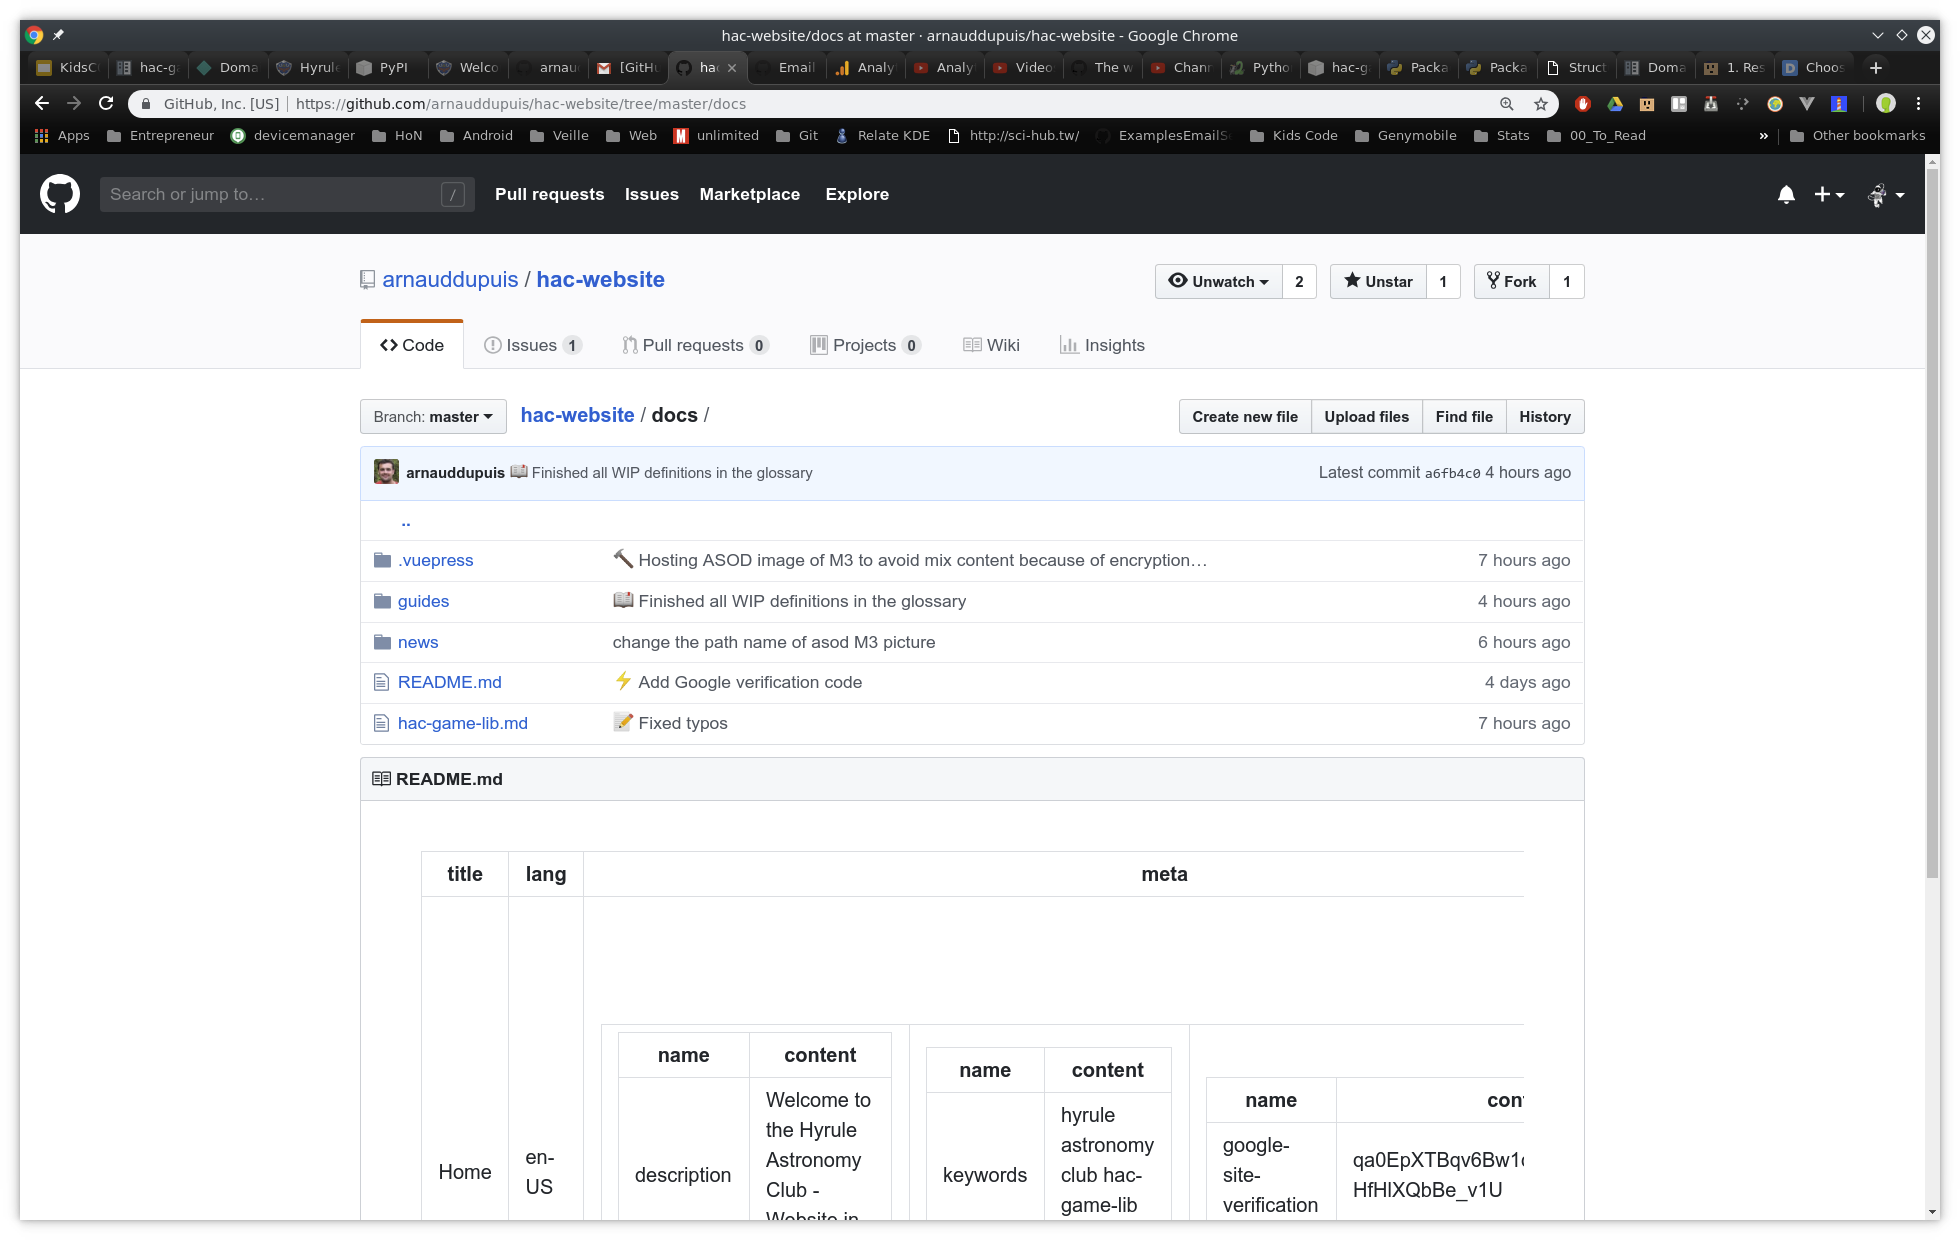 hac-website/docs at master · arnauddupuis/hac-website - Google Chrome
KidsC hac-g Doma Hyrule PyPI Welco arnau [GitHu hac Email Analy Analy Video The w Chann Pytho hac-g Packa Packa Struct Doma 1. Res Choos
GitHub, Inc. [US] https://github.com/arnauddupuis/hac-website/tree/master/docs
Apps Entrepreneur devicemanager HoN Android Veille Web unlimited Git Relate KDE http://sci-hub.tw/ ExamplesEmailS Kids Code Genymobile Stats 00_To_Read » Other bookmarks
Search or jump to… / Pull requests Issues Marketplace Explore
arnauddupuis / hac-website Unwatch 2 Unstar 1 Fork 1
Code Issues 1 Pull requests 0 Projects 0 Wiki Insights
Branch: master hac-website / docs / Create new file Upload files Find file History
arnauddupuis 📖 Finished all WIP definitions in the glossary Latest commit a6fb4c0 4 hours ago
..
.vuepress 🔨 Hosting ASOD image of M3 to avoid mix content because of encryption… 7 hours ago
guides 📖 Finished all WIP definitions in the glossary 4 hours ago
news change the path name of asod M3 picture 6 hours ago
README.md ⚡ Add Google verification code 4 days ago
hac-game-lib.md 📝 Fixed typos 7 hours ago
README.md
title lang meta
name content name content name con
Home en-US
description Welcome to
the Hyrule
Astronomy
Club -
Website in
keywords hyrule
astronomy
club hac-
game-lib
google-
site-
verification
qa0EpXTBqv6Bw1
HfHlXQbBe_v1U